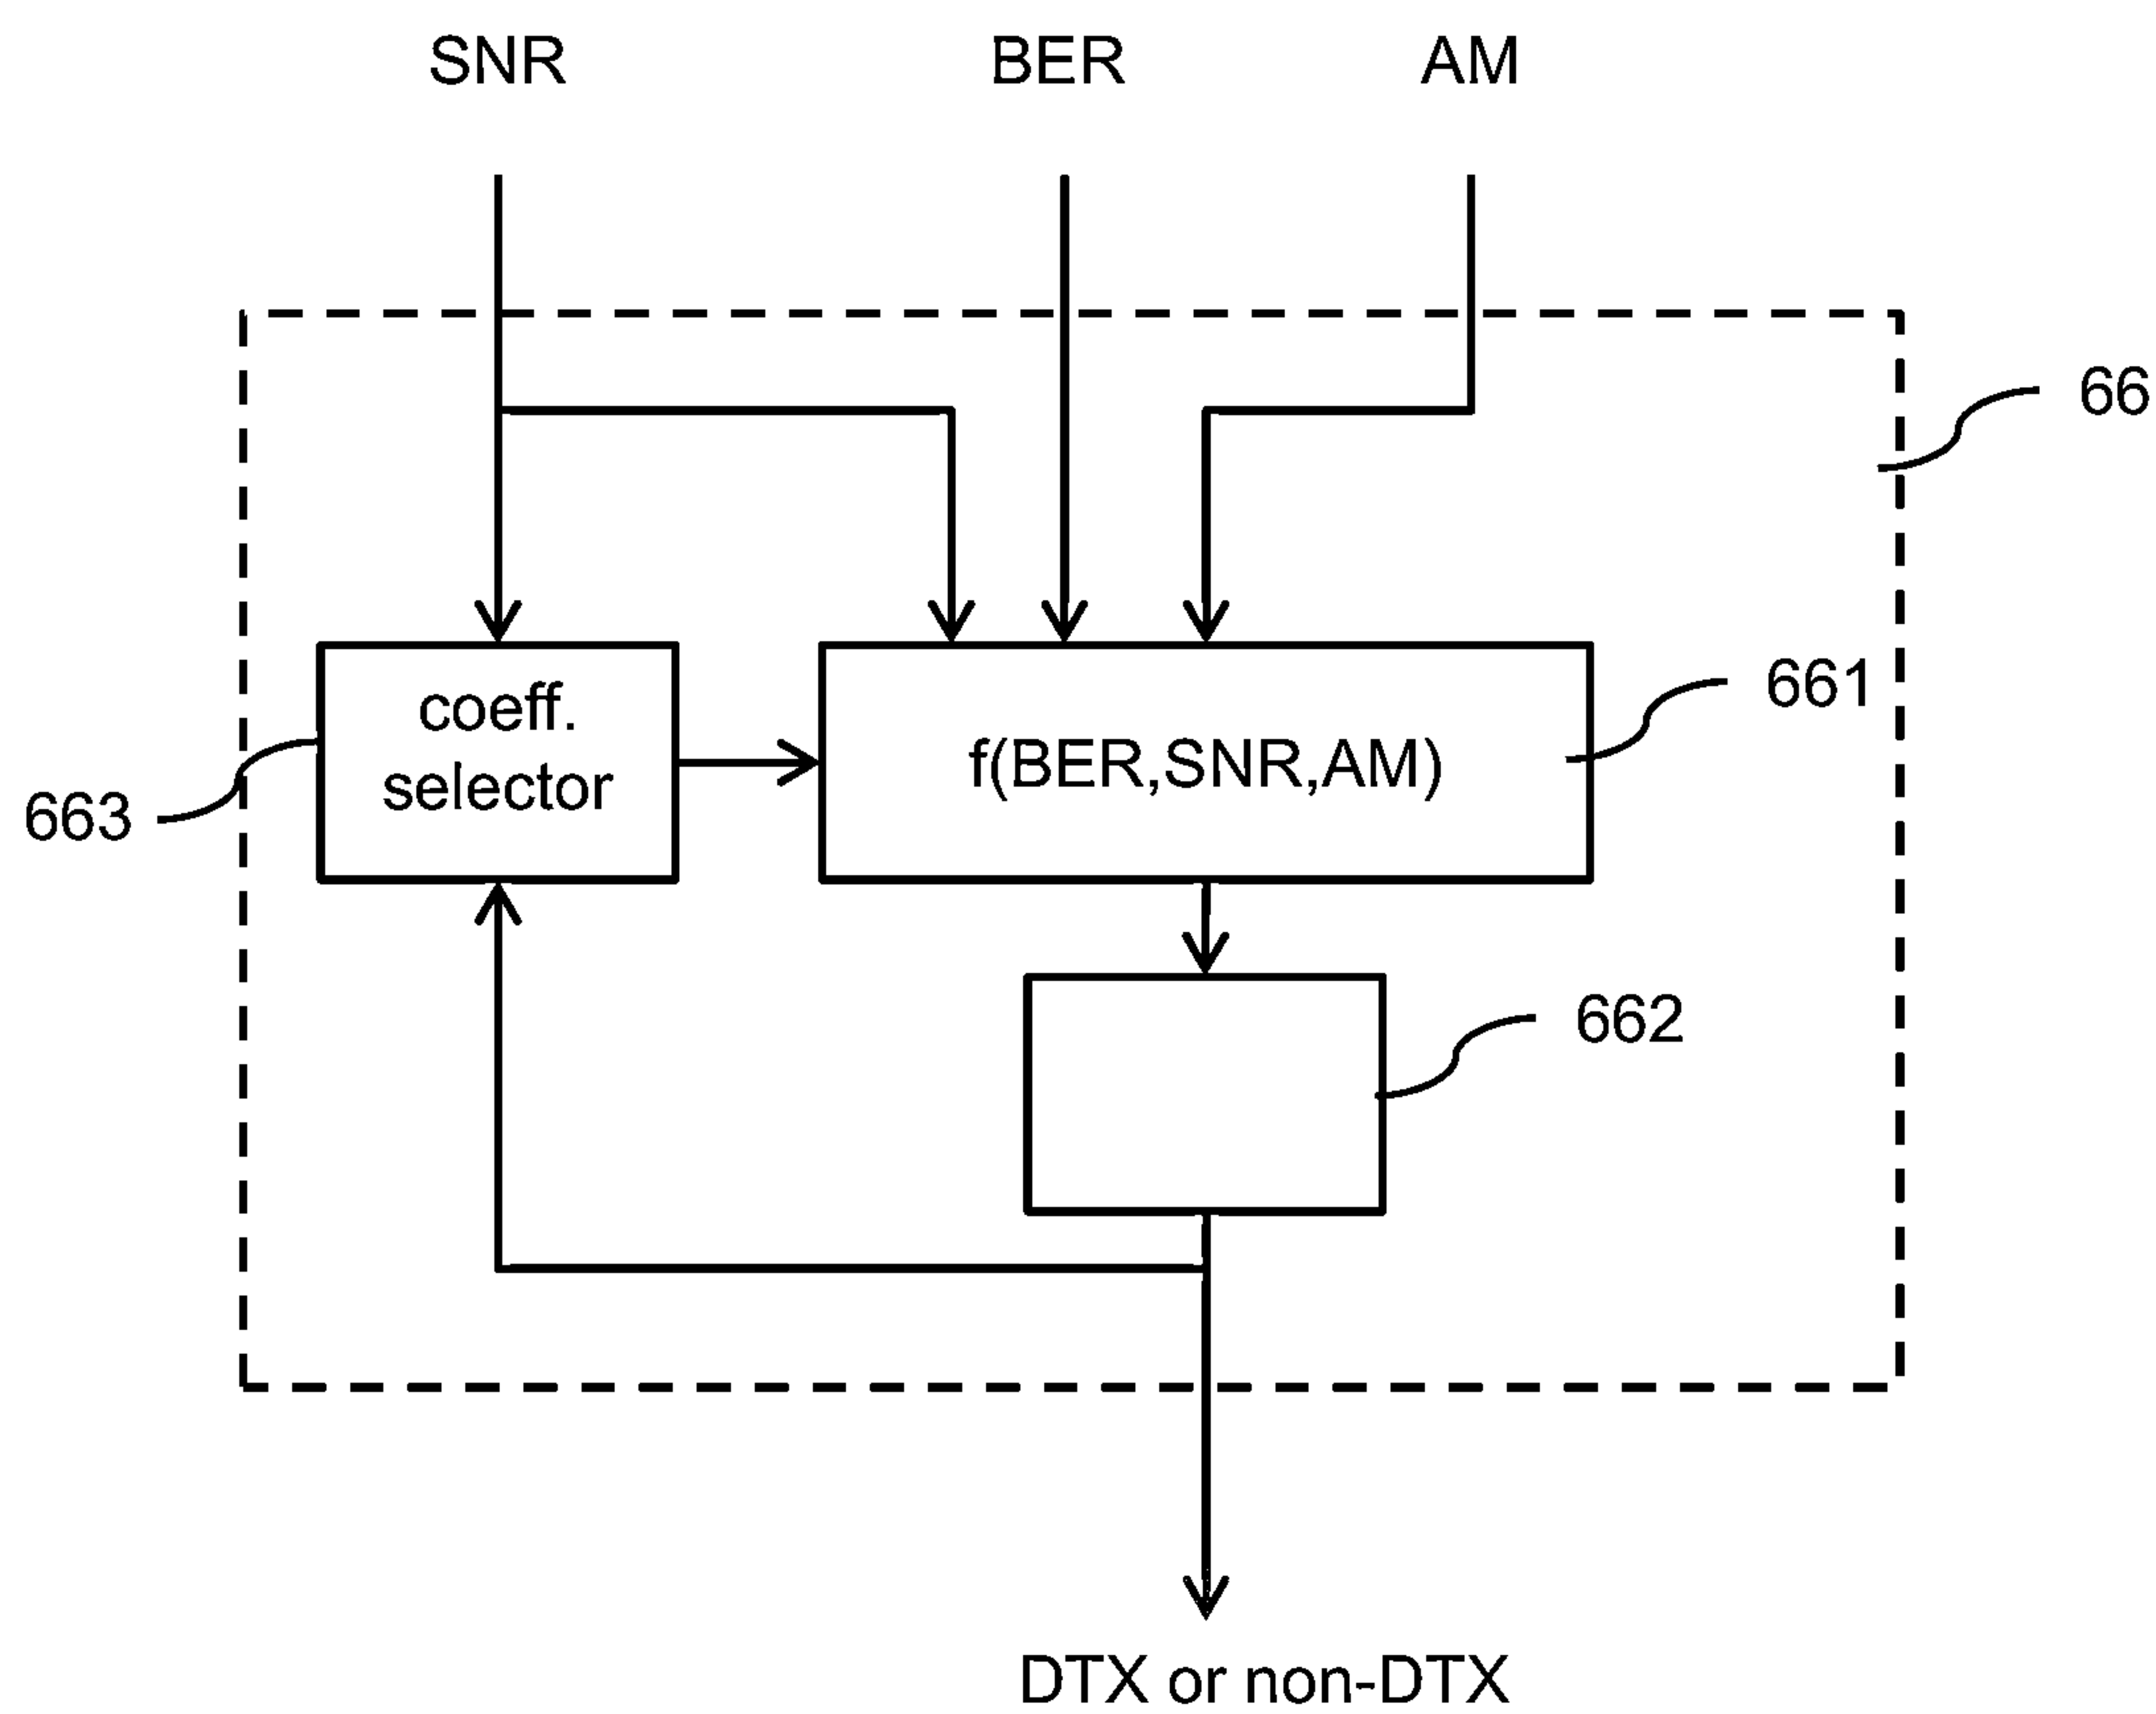 SNR BER AM
66
661
coeff.
selector
f(BER,SNR,AM)
663
662
DTX or non-DTX